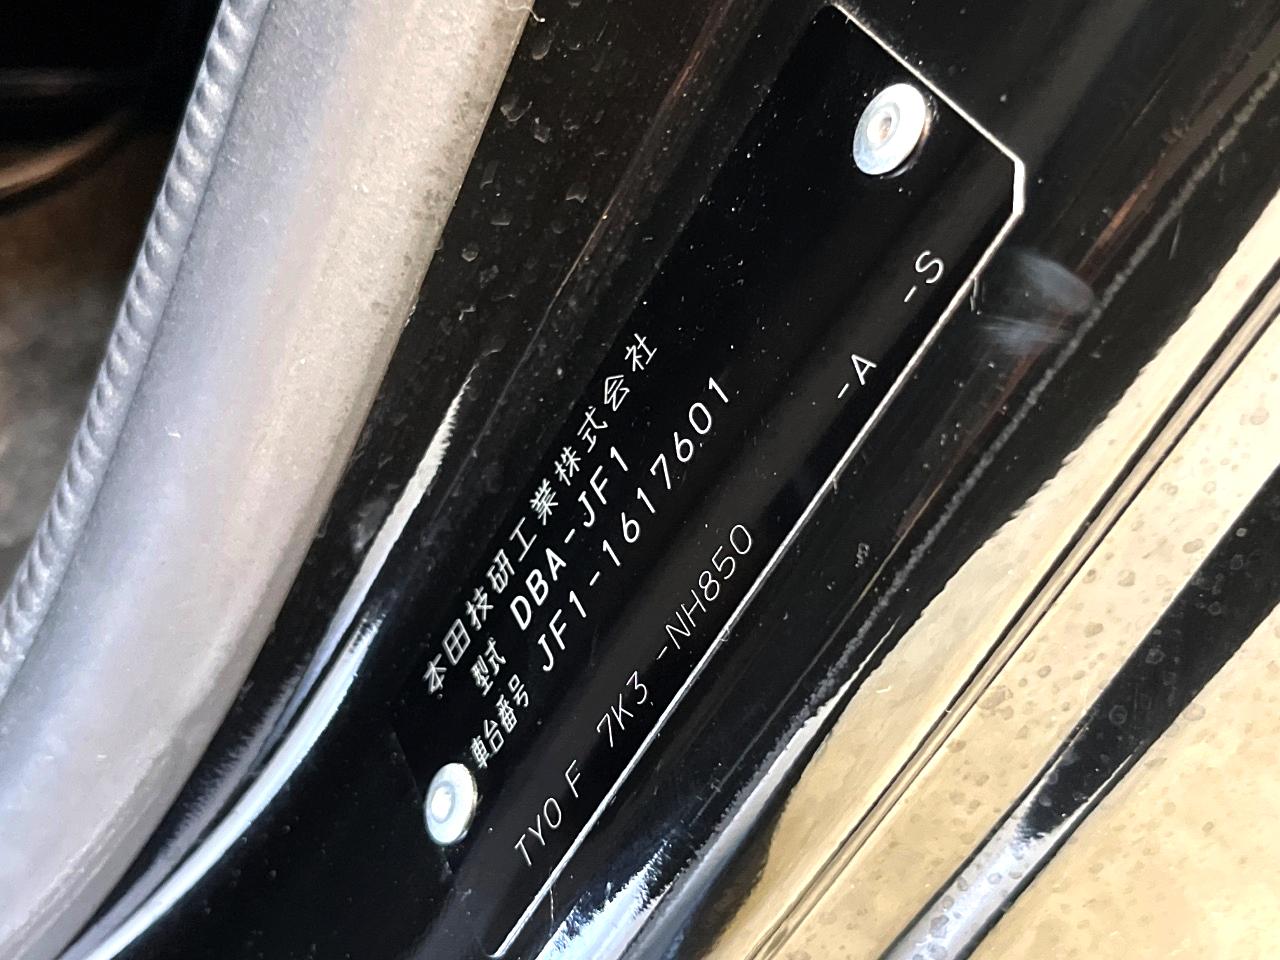 本田技研工業株式会社
型式 DBA-JF1
車台番号 JF1-1617601
TYO F 7K3 -NH850 -A -S